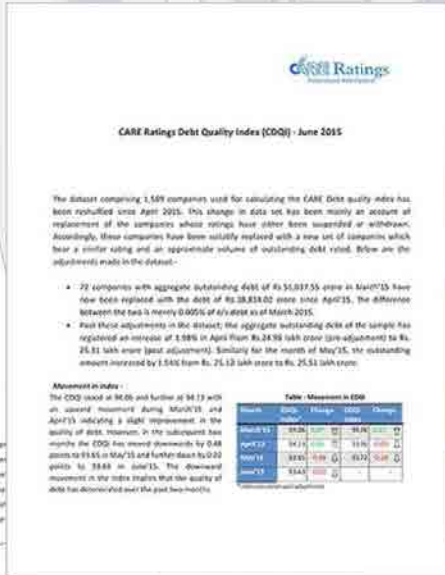 CARE Ratings
CARE Ratings Debt Quality Index (CDQI) - June 2015
The dataset comprising 1,589 companies used for calculating the CARE Debt quality index has
been reshuffled since April 2015. This change in data set has been mainly on account of
replacement of the companies whose ratings have either been suspended or withdrawn.
Accordingly, these companies have been suitably replaced with a new set of companies which
bear a similar rating and an approximate volume of outstanding debt rated. Below are the
adjustments made in the dataset:-
• 72 companies with aggregate outstanding debt of Rs crore in March'15 have
now been replaced with the debt of crore since April'15. The difference
between the two is merely 0.005% of o/s debt as of March 2015.
• Post these adjustments in the dataset; the aggregate outstanding debt of the sample has
registered an increase of 1.98% in April from Rs.24.98 lakh crore (pre-adjustment) to Rs.
25.31 lakh crore (post adjustment). Similarly for the month of May'15, the outstanding
amount increased by 1.54% from Rs. 25.12 lakh crore to Rs. 25.51 lakh crore.
Movement in index -
The CDQI stood at 94.06 and further at 94.13 with
an upward movement during March'15 and
April'15 indicating a slight improvement in the
quality of debt. However, in the subsequent two
months the CDQI has moved downwards by 0.48
points to 93.65 in May'15 and further down by 0.02
points to 93.63 in June'15. The downward
movement in the index implies that the quality of
debt has deteriorated over the past two months.
Table - Movement in CDQI
Month CDQI Change CDQI Change
March'15 94.06
April'15 94.13
May'15 93.65
June'15 93.63